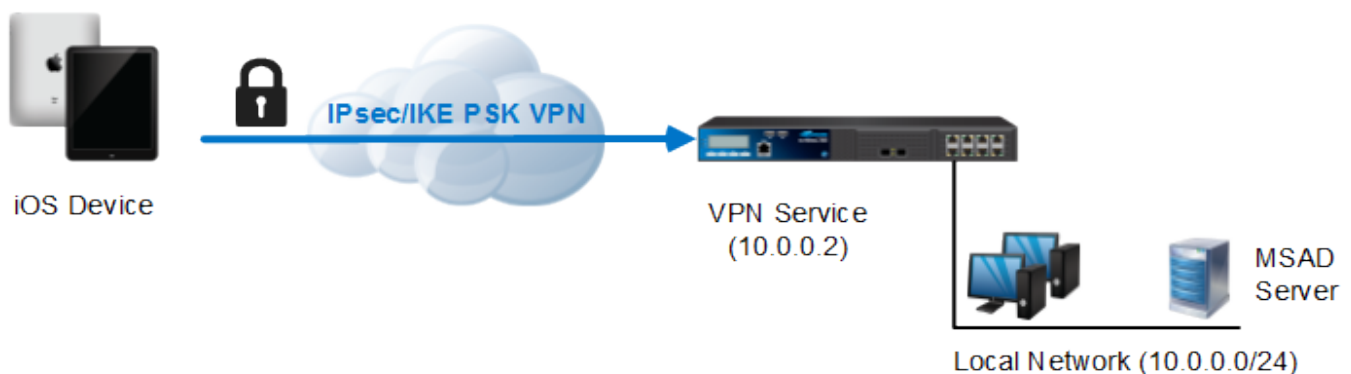 IPsec/IKE PSK VPN
iOS Device
VPN Service
(10.0.0.2)
MSAD
Server
Local Network (10.0.0.0/24)